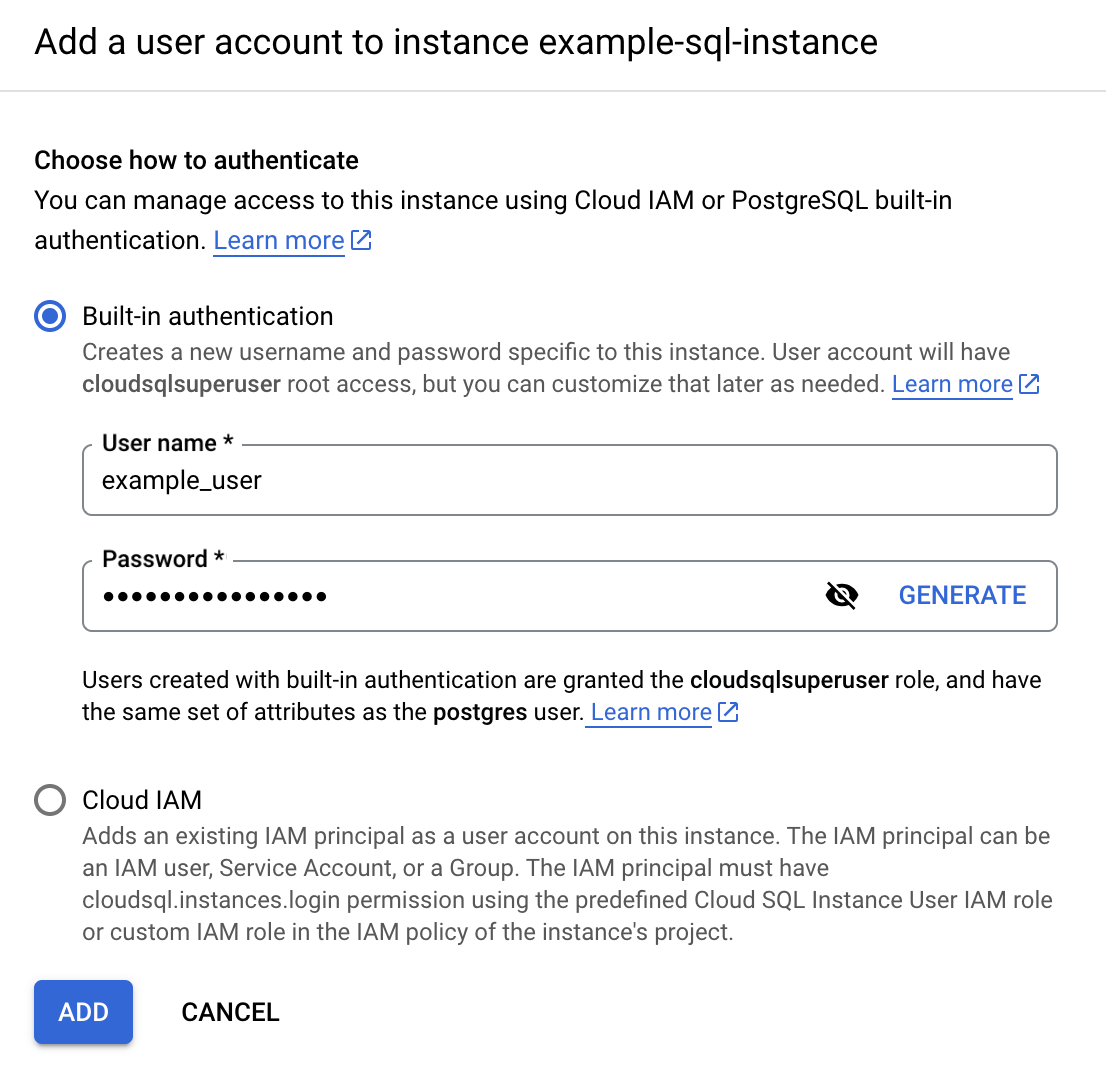 Add a user account to instance example-sql-instance
Choose how to authenticate
You can manage access to this instance using Cloud IAM or PostgreSQL built-in
authentication. Learn more
Built-in authentication
Creates a new username and password specific to this instance. User account will have
cloudsqlsuperuser root access, but you can customize that later as needed. Learn more
User name *
example_user
Password *
••••••••••••••••
GENERATE
Users created with built-in authentication are granted the cloudsqlsuperuser role, and have
the same set of attributes as the postgres user. Learn more
Cloud IAM
Adds an existing IAM principal as a user account on this instance. The IAM principal can be
an IAM user, Service Account, or a Group. The IAM principal must have
cloudsql.instances.login permission using the predefined Cloud SQL Instance User IAM role
or custom IAM role in the IAM policy of the instance's project.
ADD CANCEL